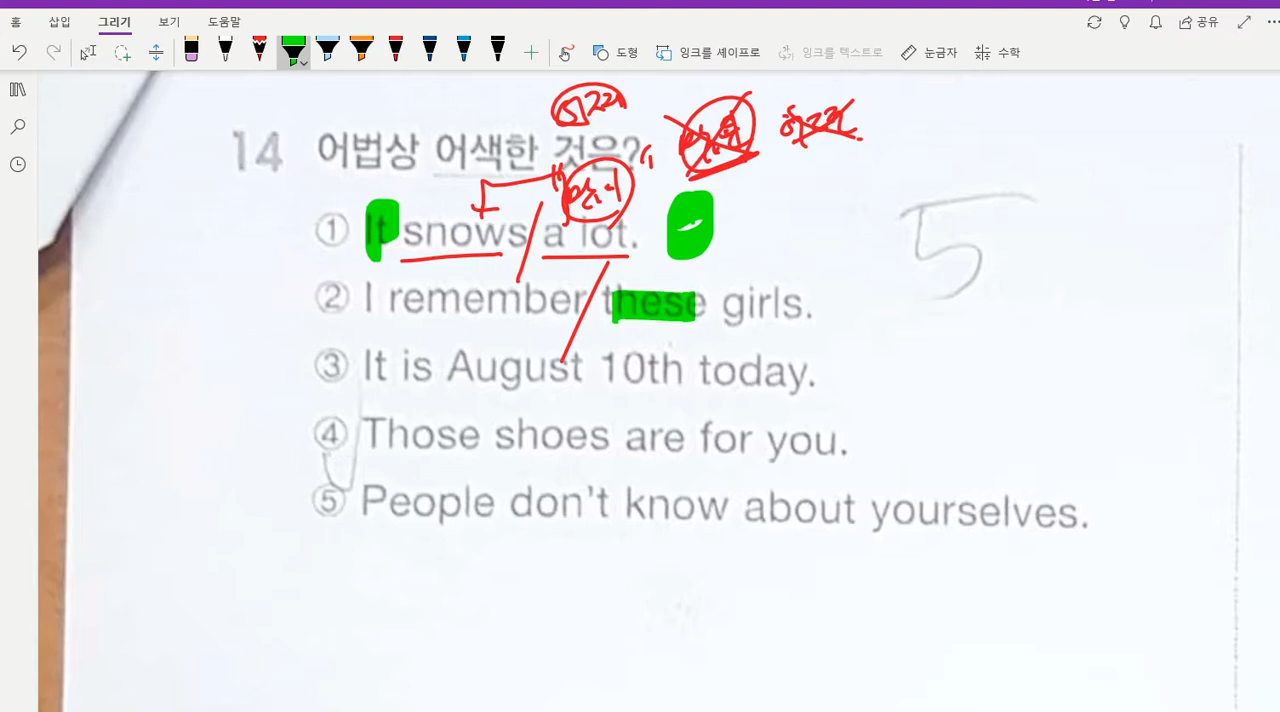 홈 삽입 그리기 보기 도움말 공유
도형 잉크를 셰이프로 잉크를 텍스트로 눈금자 수학
14 어법상 어색한 것은?
① It snows a lot.
② I remember these girls.
③ It is August 10th today.
④ Those shoes are for you.
⑤ People don't know about yourselves.
5